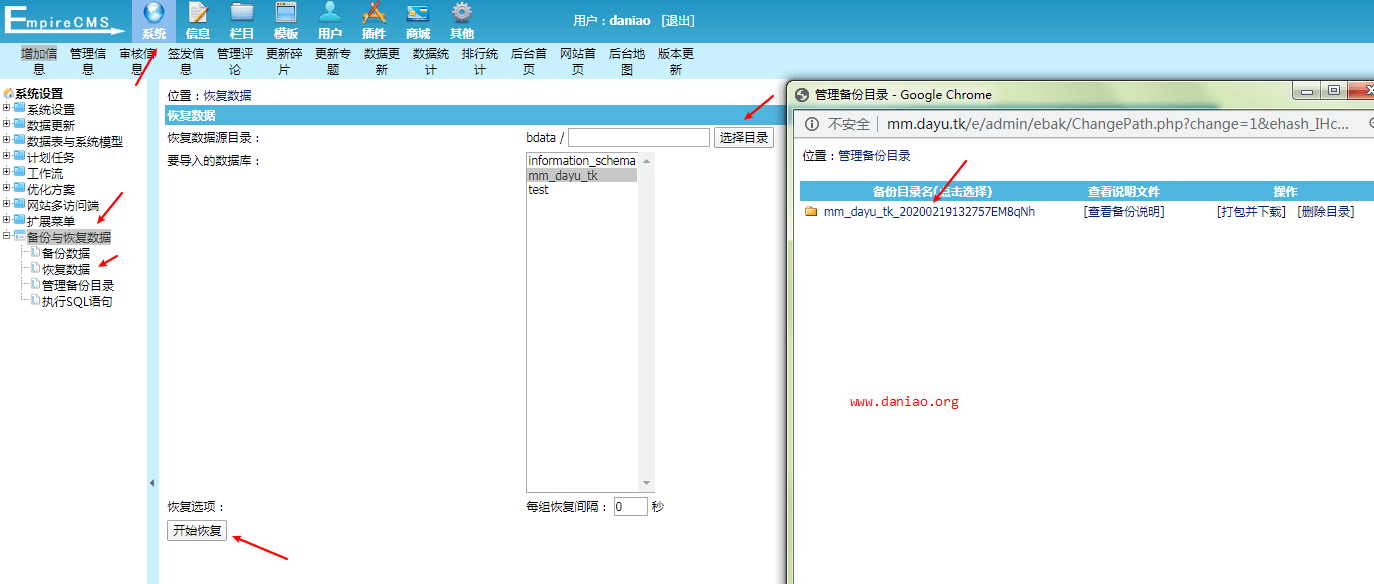 EmpireCMS
系统 信息 栏目 模板 用户 插件 商城 其他
用户：daniao [退出]
增加信息 管理信息 审核信息 签发信息 管理评论 更新碎片 更新专题 数据更新 数据统计 排行统计 后台首页 网站首页 后台地图 版本更新
系统设置
系统设置
数据更新
数据表与系统模型
计划任务
工作流
优化方案
网站多访问端
扩展菜单
备份与恢复数据
备份数据
恢复数据
管理备份目录
执行SQL语句
位置：恢复数据
恢复数据
恢复数据源目录： bdata / 选择目录
要导入的数据库：
information_schema
mm_dayu_tk
test
恢复选项： 每组恢复间隔： 0 秒
开始恢复
管理备份目录 - Google Chrome
不安全 mm.dayu.tk/e/admin/ebak/ChangePath.php?change=1&ehash_IHc...
位置：管理备份目录
备份目录名(点击选择) 查看说明文件 操作
mm_dayu_tk_20200219132757EM8qNh [查看备份说明] [打包并下载] [删除目录]
www.daniao.org